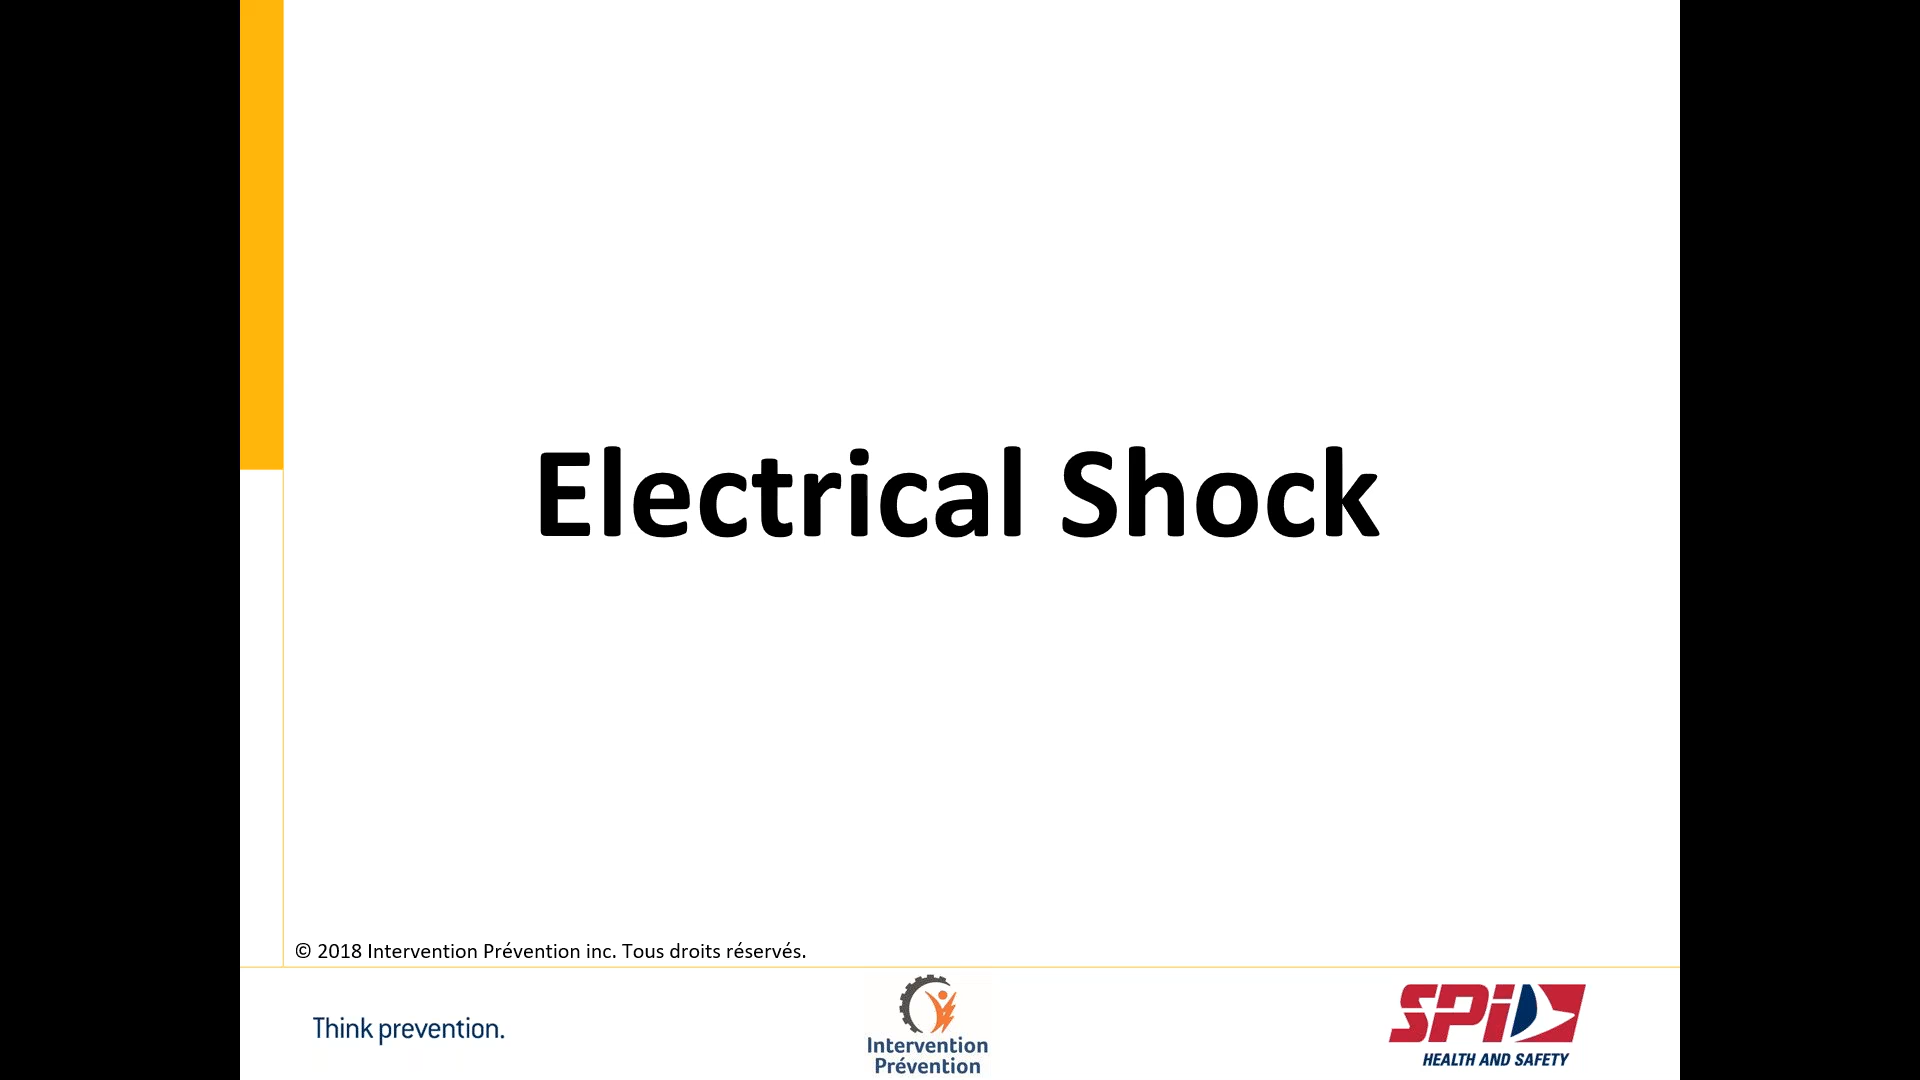 Electrical Shock
© 2018 Intervention Prévention inc. Tous droits réservés.
Think prevention.
Intervention
Prévention
SPi
HEALTH AND SAFETY